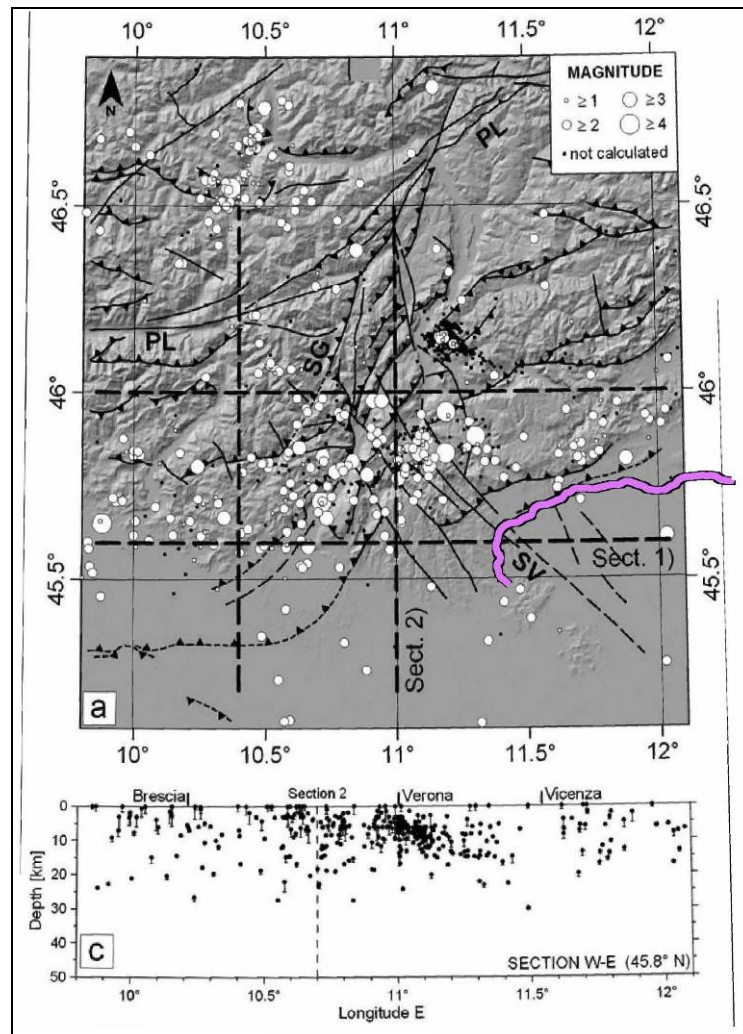 10° 10.5° 11° 11.5° 12°
MAGNITUDE
≥1 ≥3
≥2 ≥4
not calculated
N
PL
46.5° 46.5°
PL
SG
46° 46°
Sect. 1)
SV
45.5° 45.5°
Sect. 2)
a
10° 10.5° 11° 11.5° 12°
Brescia Section 2 Verona Vicenza
0
10
20
30
40
50
Depth [km]
c
SECTION W-E (45.8° N)
10° 10.5° 11° 11.5° 12°
Longitude E